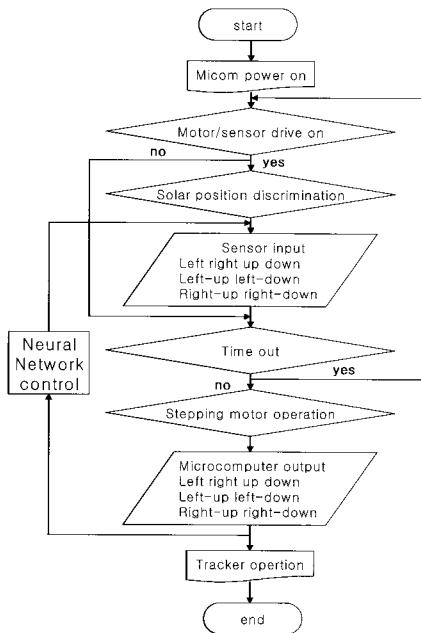 start
Micom power on
Motor/sensor drive on
no
yes
Solar position discrimination
Sensor input
Left right up down
Left-up left-down
Right-up right-down
Neural
Network
control
Time out
yes
no
Stepping motor operation
Microcomputer output
Left right up down
Left-up left-down
Right-up right-down
Tracker opertion
end